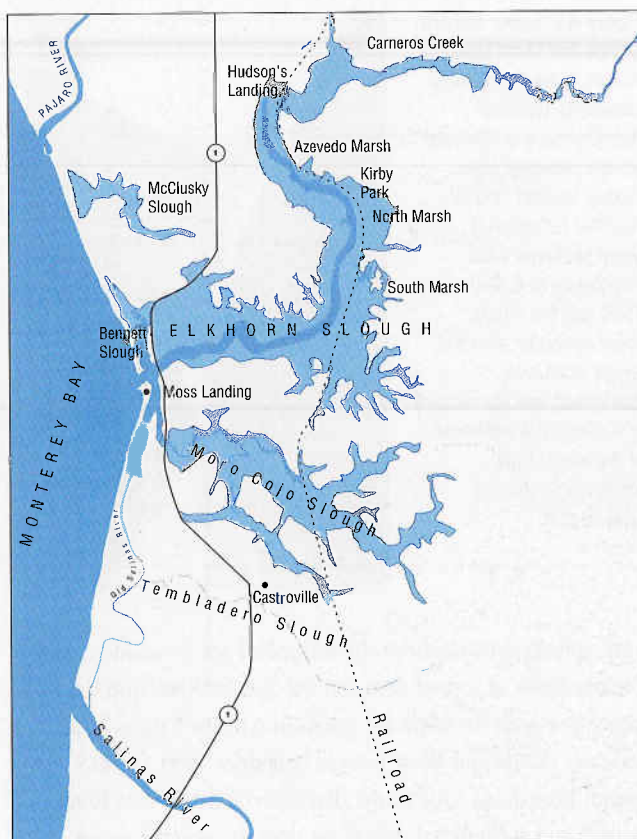 Carneros Creek
Hudson's
Landing
PAJARO RIVER
Azevedo Marsh
1
Kirby
Park
McClusky
Slough
North Marsh
South Marsh
Bennett
Slough
ELKHORN SLOUGH
Moss Landing
MONTEREY BAY
Moro Cojo Slough
Old Salinas River
Castroville
Tembladero Slough
1
Railroad
Salinas River